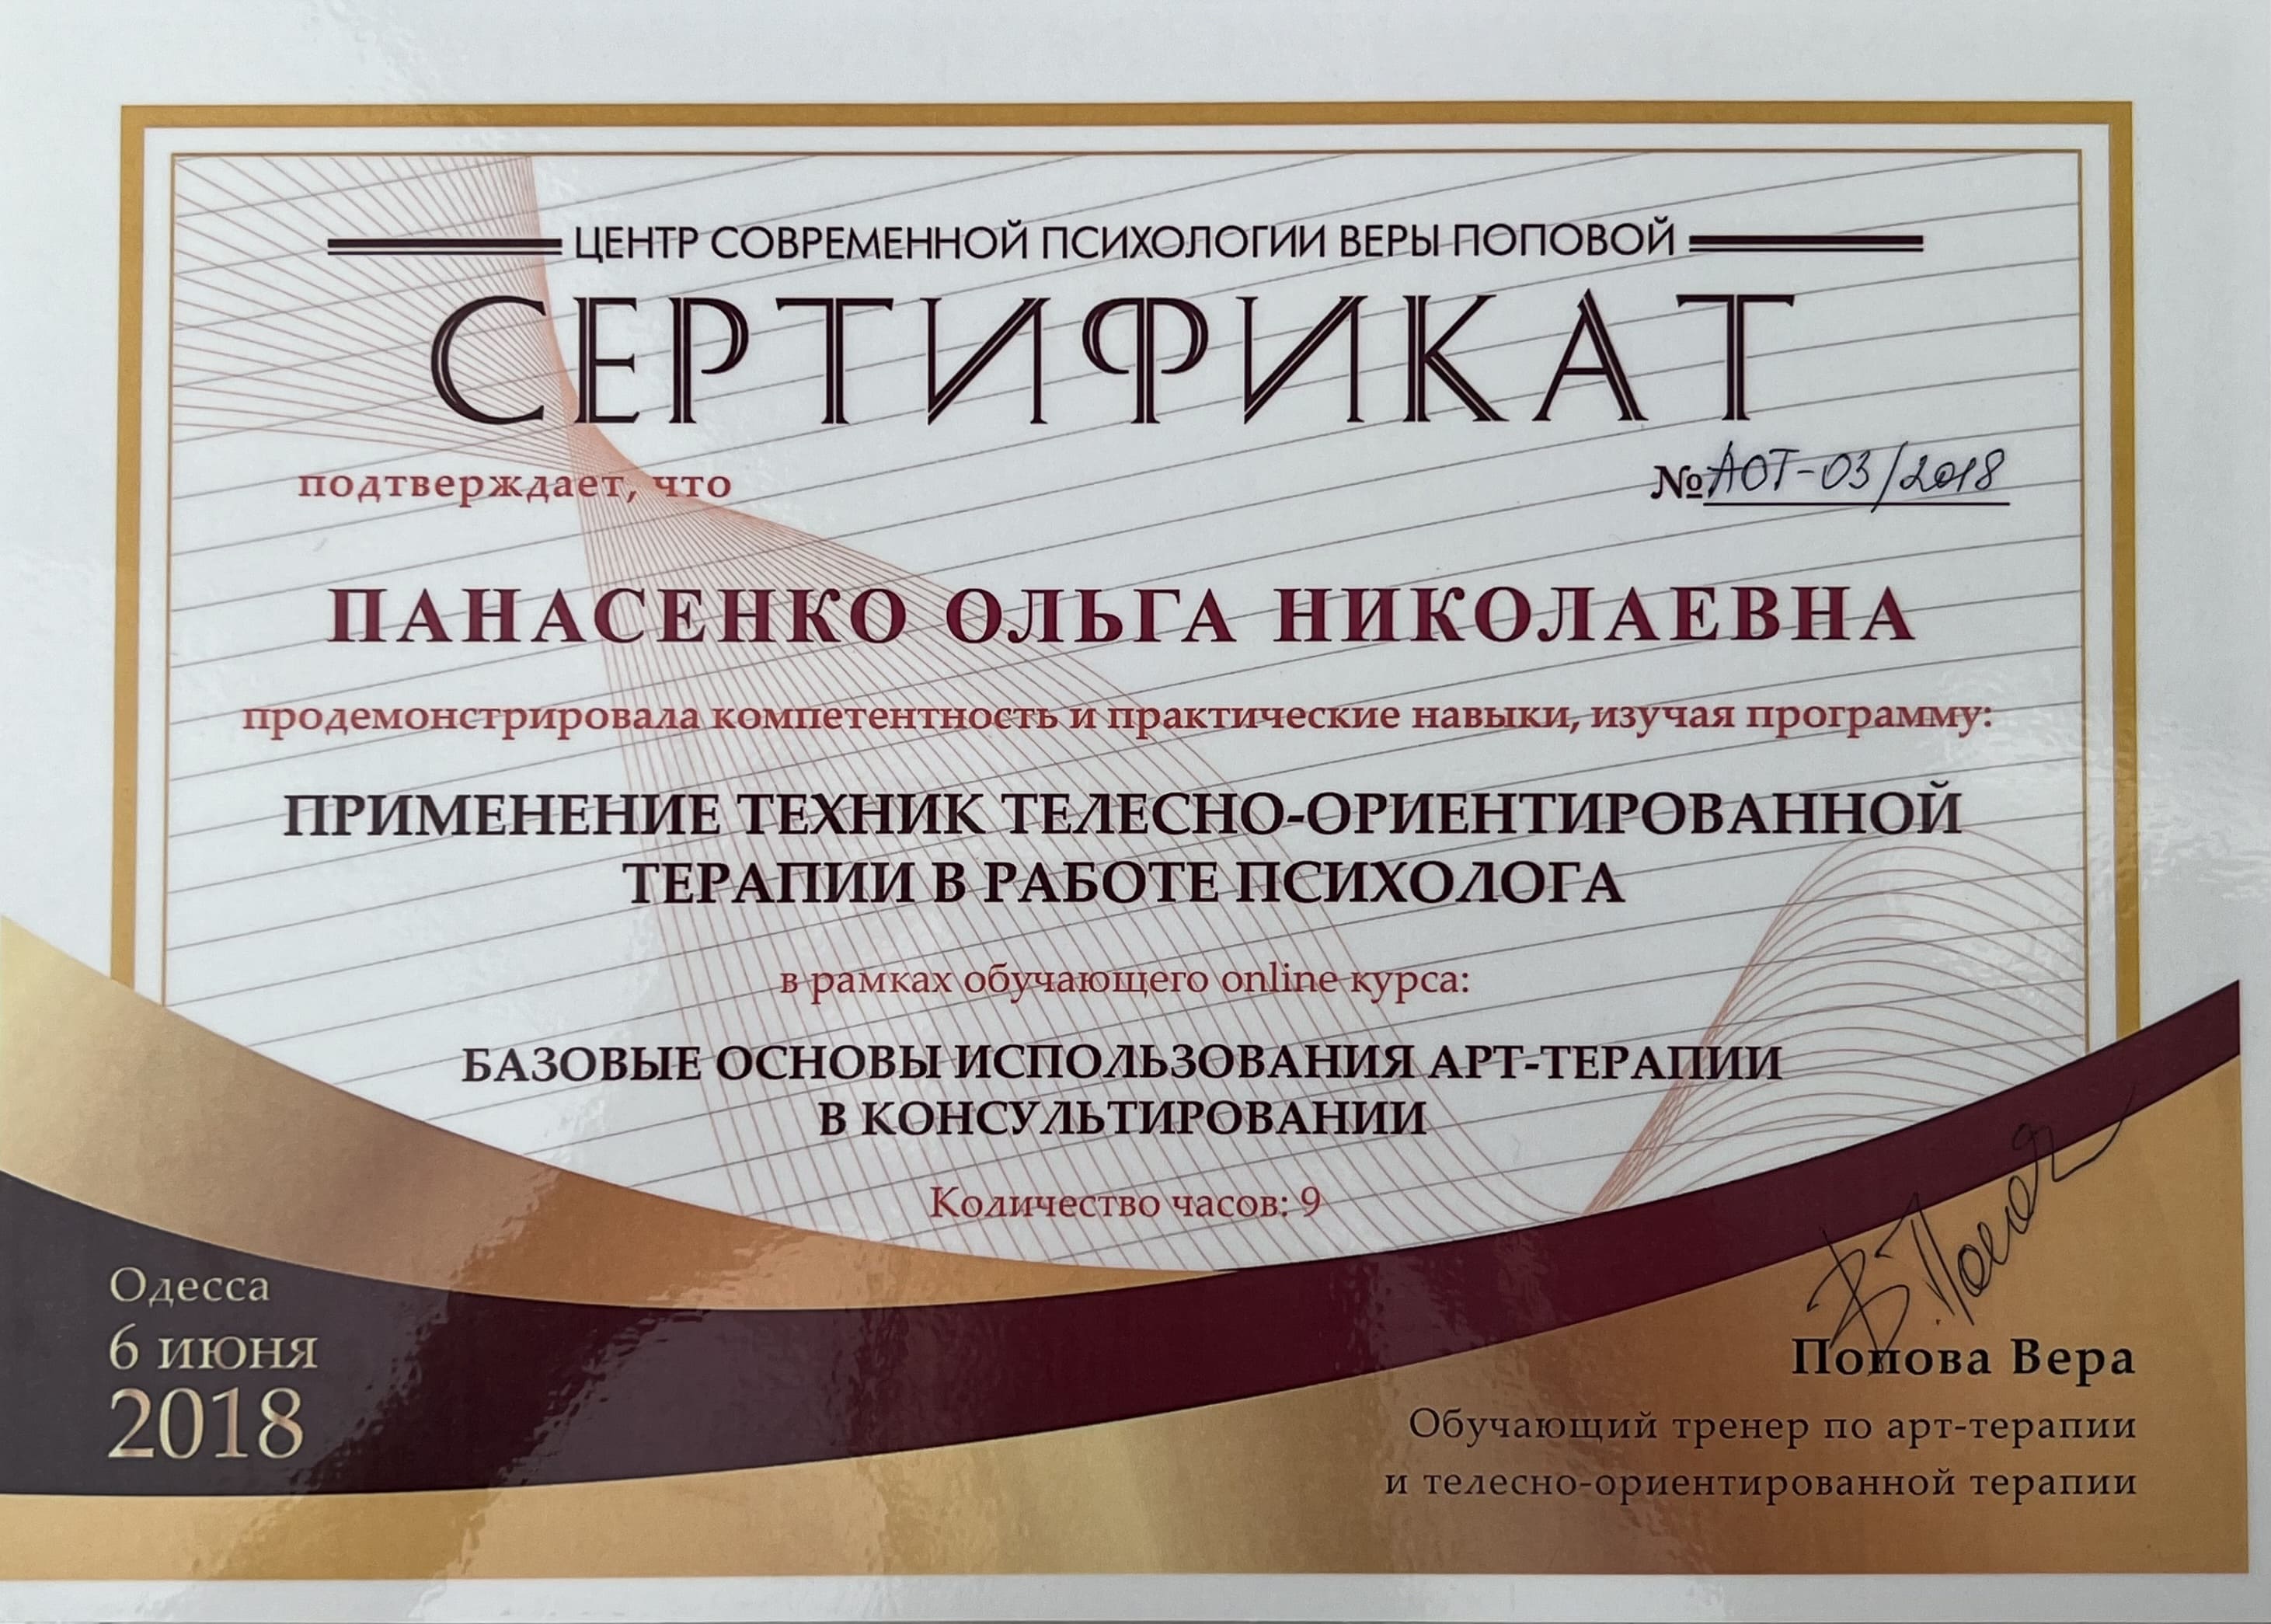 ЦЕНТР СОВРЕМЕННОЙ ПСИХОЛОГИИ ВЕРЫ ПОПОВОЙ
СЕРТИФИКАТ
подтверждает, что
№АОТ-03/2018
ПАНАСЕНКО ОЛЬГА НИКОЛАЕВНА
продемонстрировала компетентность и практические навыки, изучая программу:
ПРИМЕНЕНИЕ ТЕХНИК ТЕЛЕСНО-ОРИЕНТИРОВАННОЙ
ТЕРАПИИ В РАБОТЕ ПСИХОЛОГА
в рамках обучающего online курса:
БАЗОВЫЕ ОСНОВЫ ИСПОЛЬЗОВАНИЯ АРТ-ТЕРАПИИ
В КОНСУЛЬТИРОВАНИИ
Количество часов: 9
Одесса
6 июня
2018
Попова Вера
Обучающий тренер по арт-терапии
и телесно-ориентированной терапии